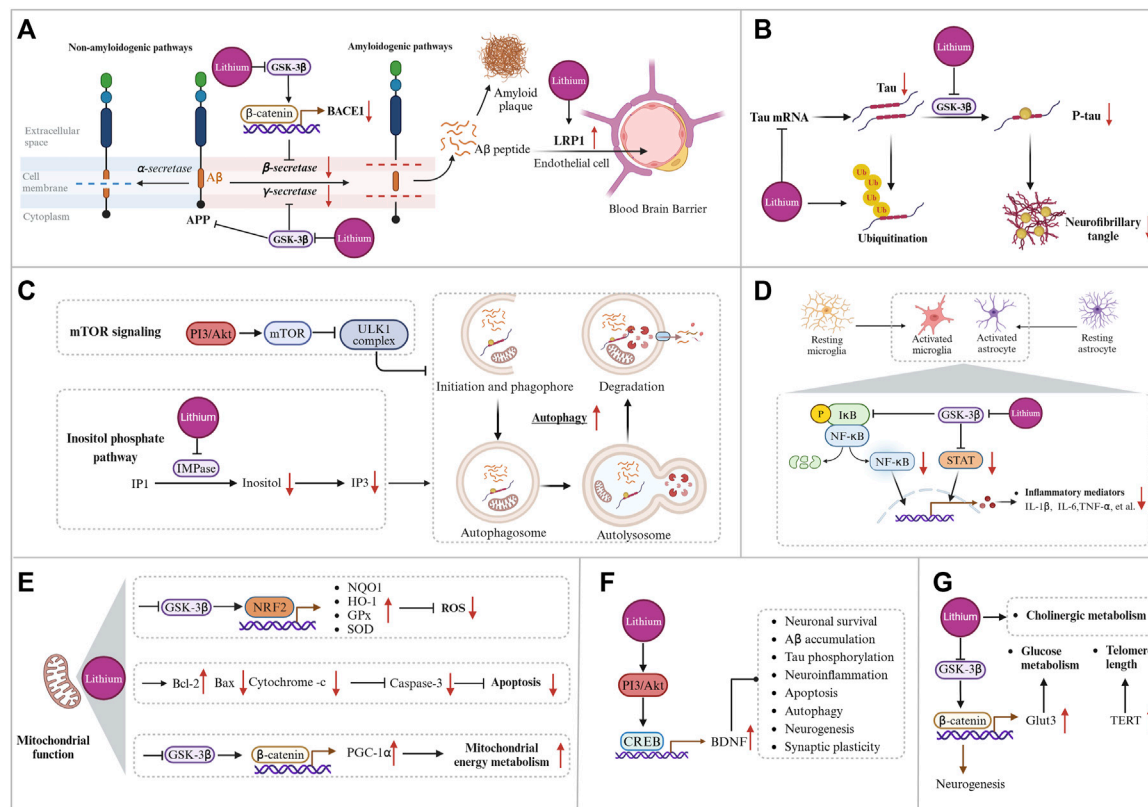 A
Non-amyloidogenic pathways
Lithium
GSK-3β
Amyloidogenic pathways
β-catenin
BACE1
Extracellular
space
Cell
membrane
Cytoplasm
α-secretase
Aβ
β-secretase
γ-secretase
APP
GSK-3β
Lithium
Amyloid
plaque
Aβ peptide
Lithium
LRP1
Endothelial cell
Blood Brain Barrier
B
Lithium
Tau
GSK-3β
Tau mRNA
P-tau
Ub
Ub
Ub
Ub
Lithium
Ubiquitination
Neurofibrillary
tangle
C
mTOR signaling
PI3/Akt
mTOR
ULK1
complex
Inositol phosphate
pathway
Lithium
IMPase
IP1
Inositol
IP3
Initiation and phagophore
Degradation
Autophagy
Autophagosome
Autolysosome
D
Resting
microglia
Activated
microglia
Activated
astrocyte
Resting
astrocyte
P
IκB
GSK-3β
Lithium
NF-κB
NF-κB
STAT
• Inflammatory mediators
IL-1β, IL-6,TNF-α, et al.
E
Lithium
Mitochondrial
function
GSK-3β
NRF2
• NQO1
• HO-1
• GPx
• SOD
ROS
Bcl-2
Bax
Cytochrome -c
Caspase-3
Apoptosis
GSK-3β
β-catenin
PGC-1α
Mitochondrial
energy metabolism
F
Lithium
PI3/Akt
CREB
BDNF
• Neuronal survival
• Aβ accumulation
• Tau phosphorylation
• Neuroinflammation
• Apoptosis
• Autophagy
• Neurogenesis
• Synaptic plasticity
G
Lithium
• Cholinergic metabolism
GSK-3β
• Glucose
metabolism
• Telomer
length
β-catenin
Glut3
TERT
Neurogenesis